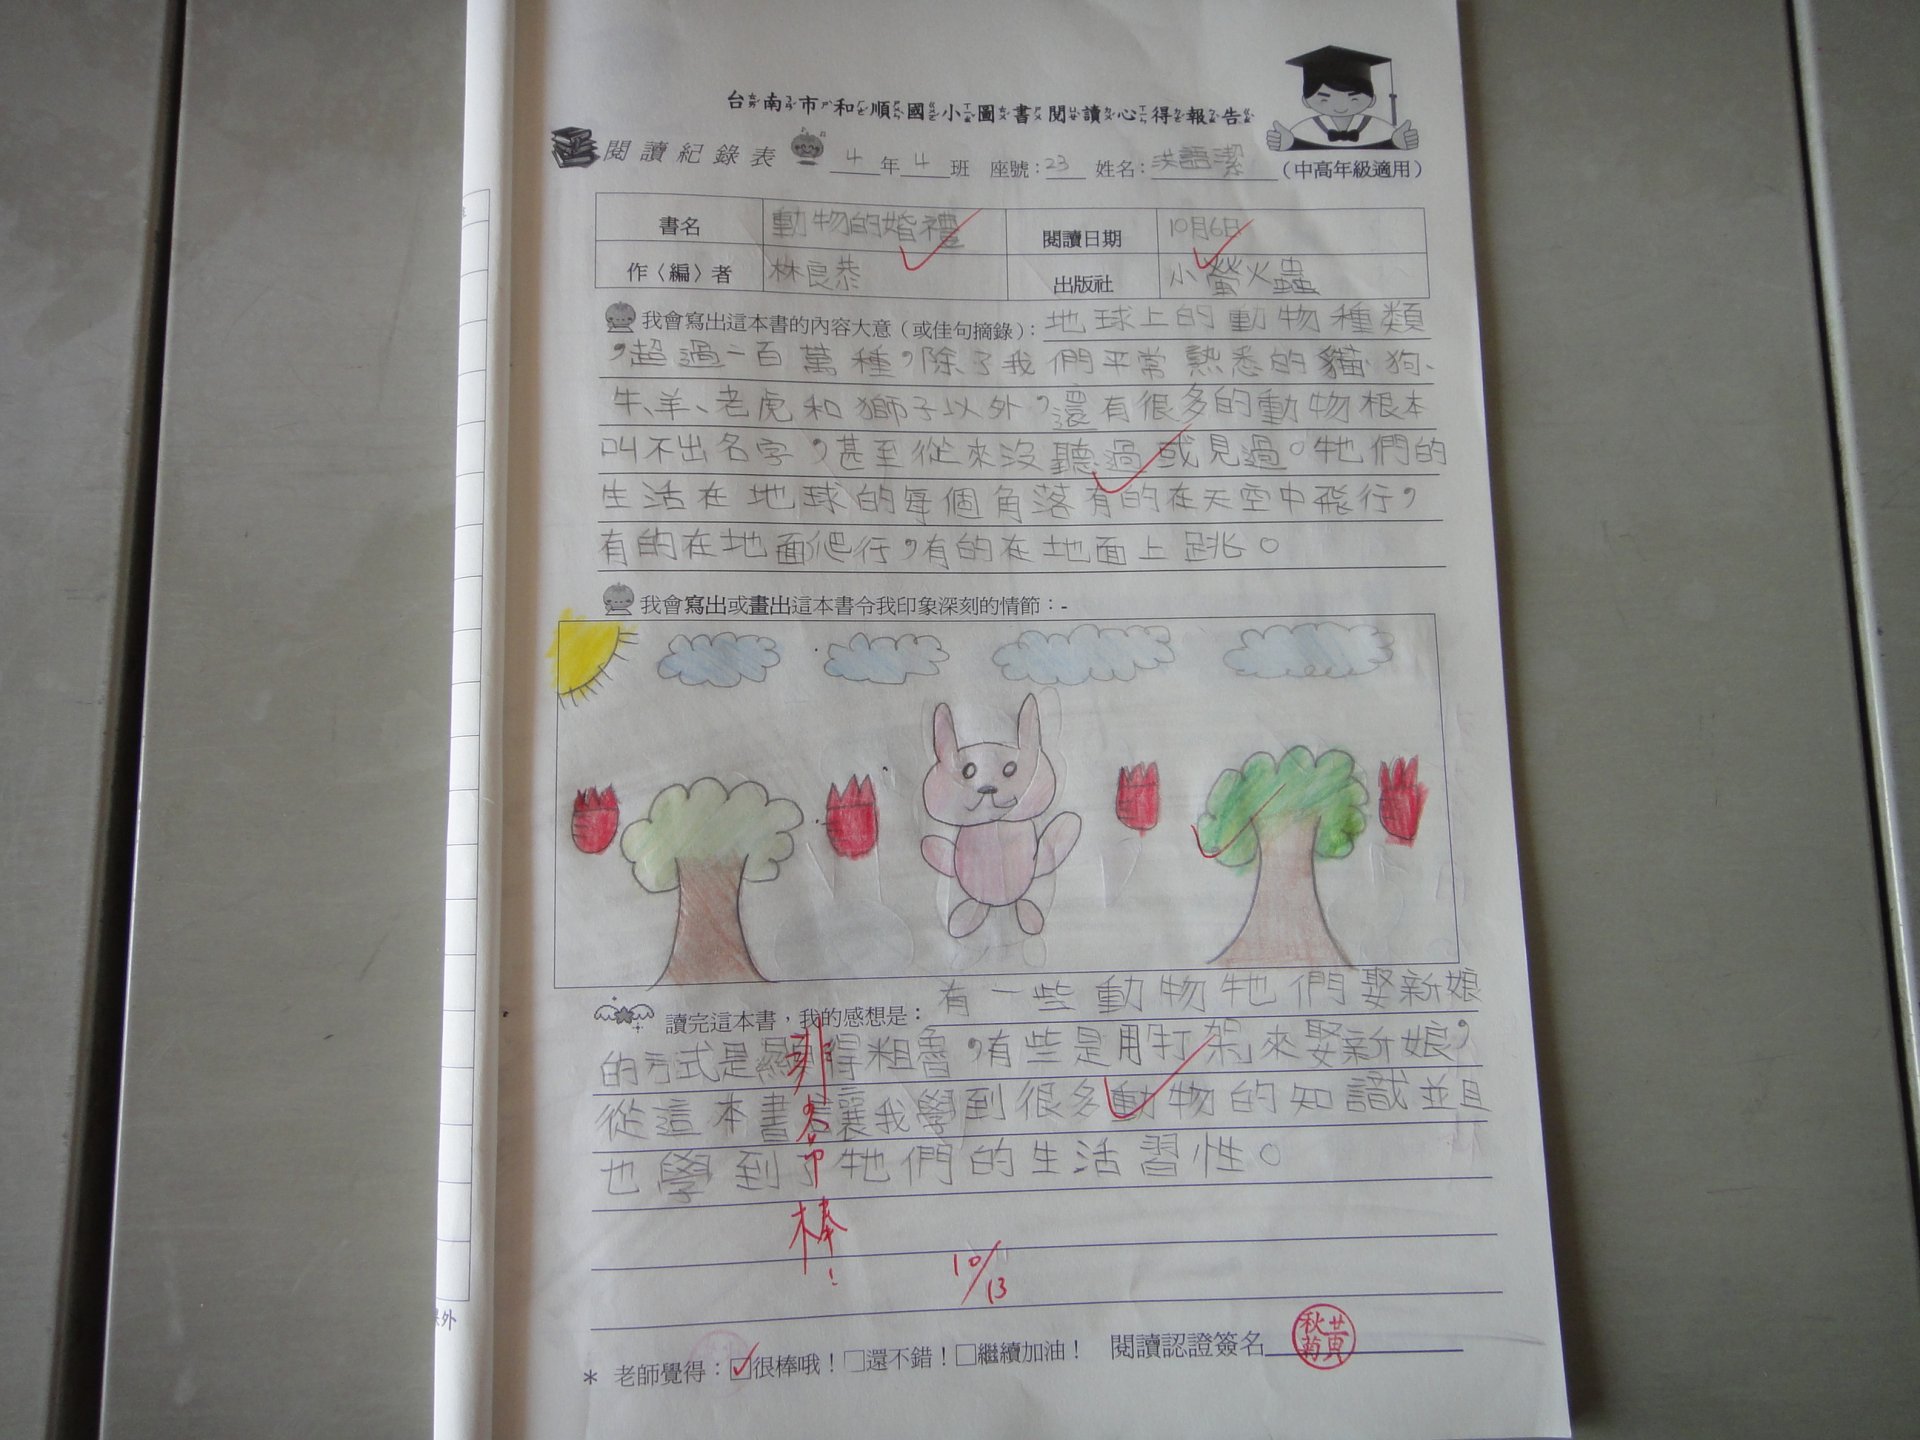 台南市和順國小圖書閱讀心得報告
閱讀紀錄表 4年4班 座號：23 姓名：洪語潔 （中高年級適用）
書名 動物的婚禮 閱讀日期 10月6日
作〈編〉者 林良恭 出版社 小螢火蟲
我會寫出這本書的內容大意（或佳句摘錄）：地球上的動物種類
，超過一百萬種，除了我們平常熟悉的貓、狗、
牛、羊、老虎和獅子以外，還有很多的動物根本
叫不出名字，甚至從來沒聽過或見過。牠們的
生活在地球的每個角落有的在天空中飛行，
有的在地面爬行，有的在地面上跳。
我會寫出或畫出這本書令我印象深刻的情節：-
讀完這本書，我的感想是：有一些動物牠們娶新娘
的方式是顯得粗魯，有些是用打架來娶新娘，
從這本書讓我學到很多動物的知識並且
也學到了牠們的生活習性。
棒！
10/13
＊ 老師覺得：☑很棒哦！□還不錯！□繼續加油！ 閱讀認證簽名
黃秋菊